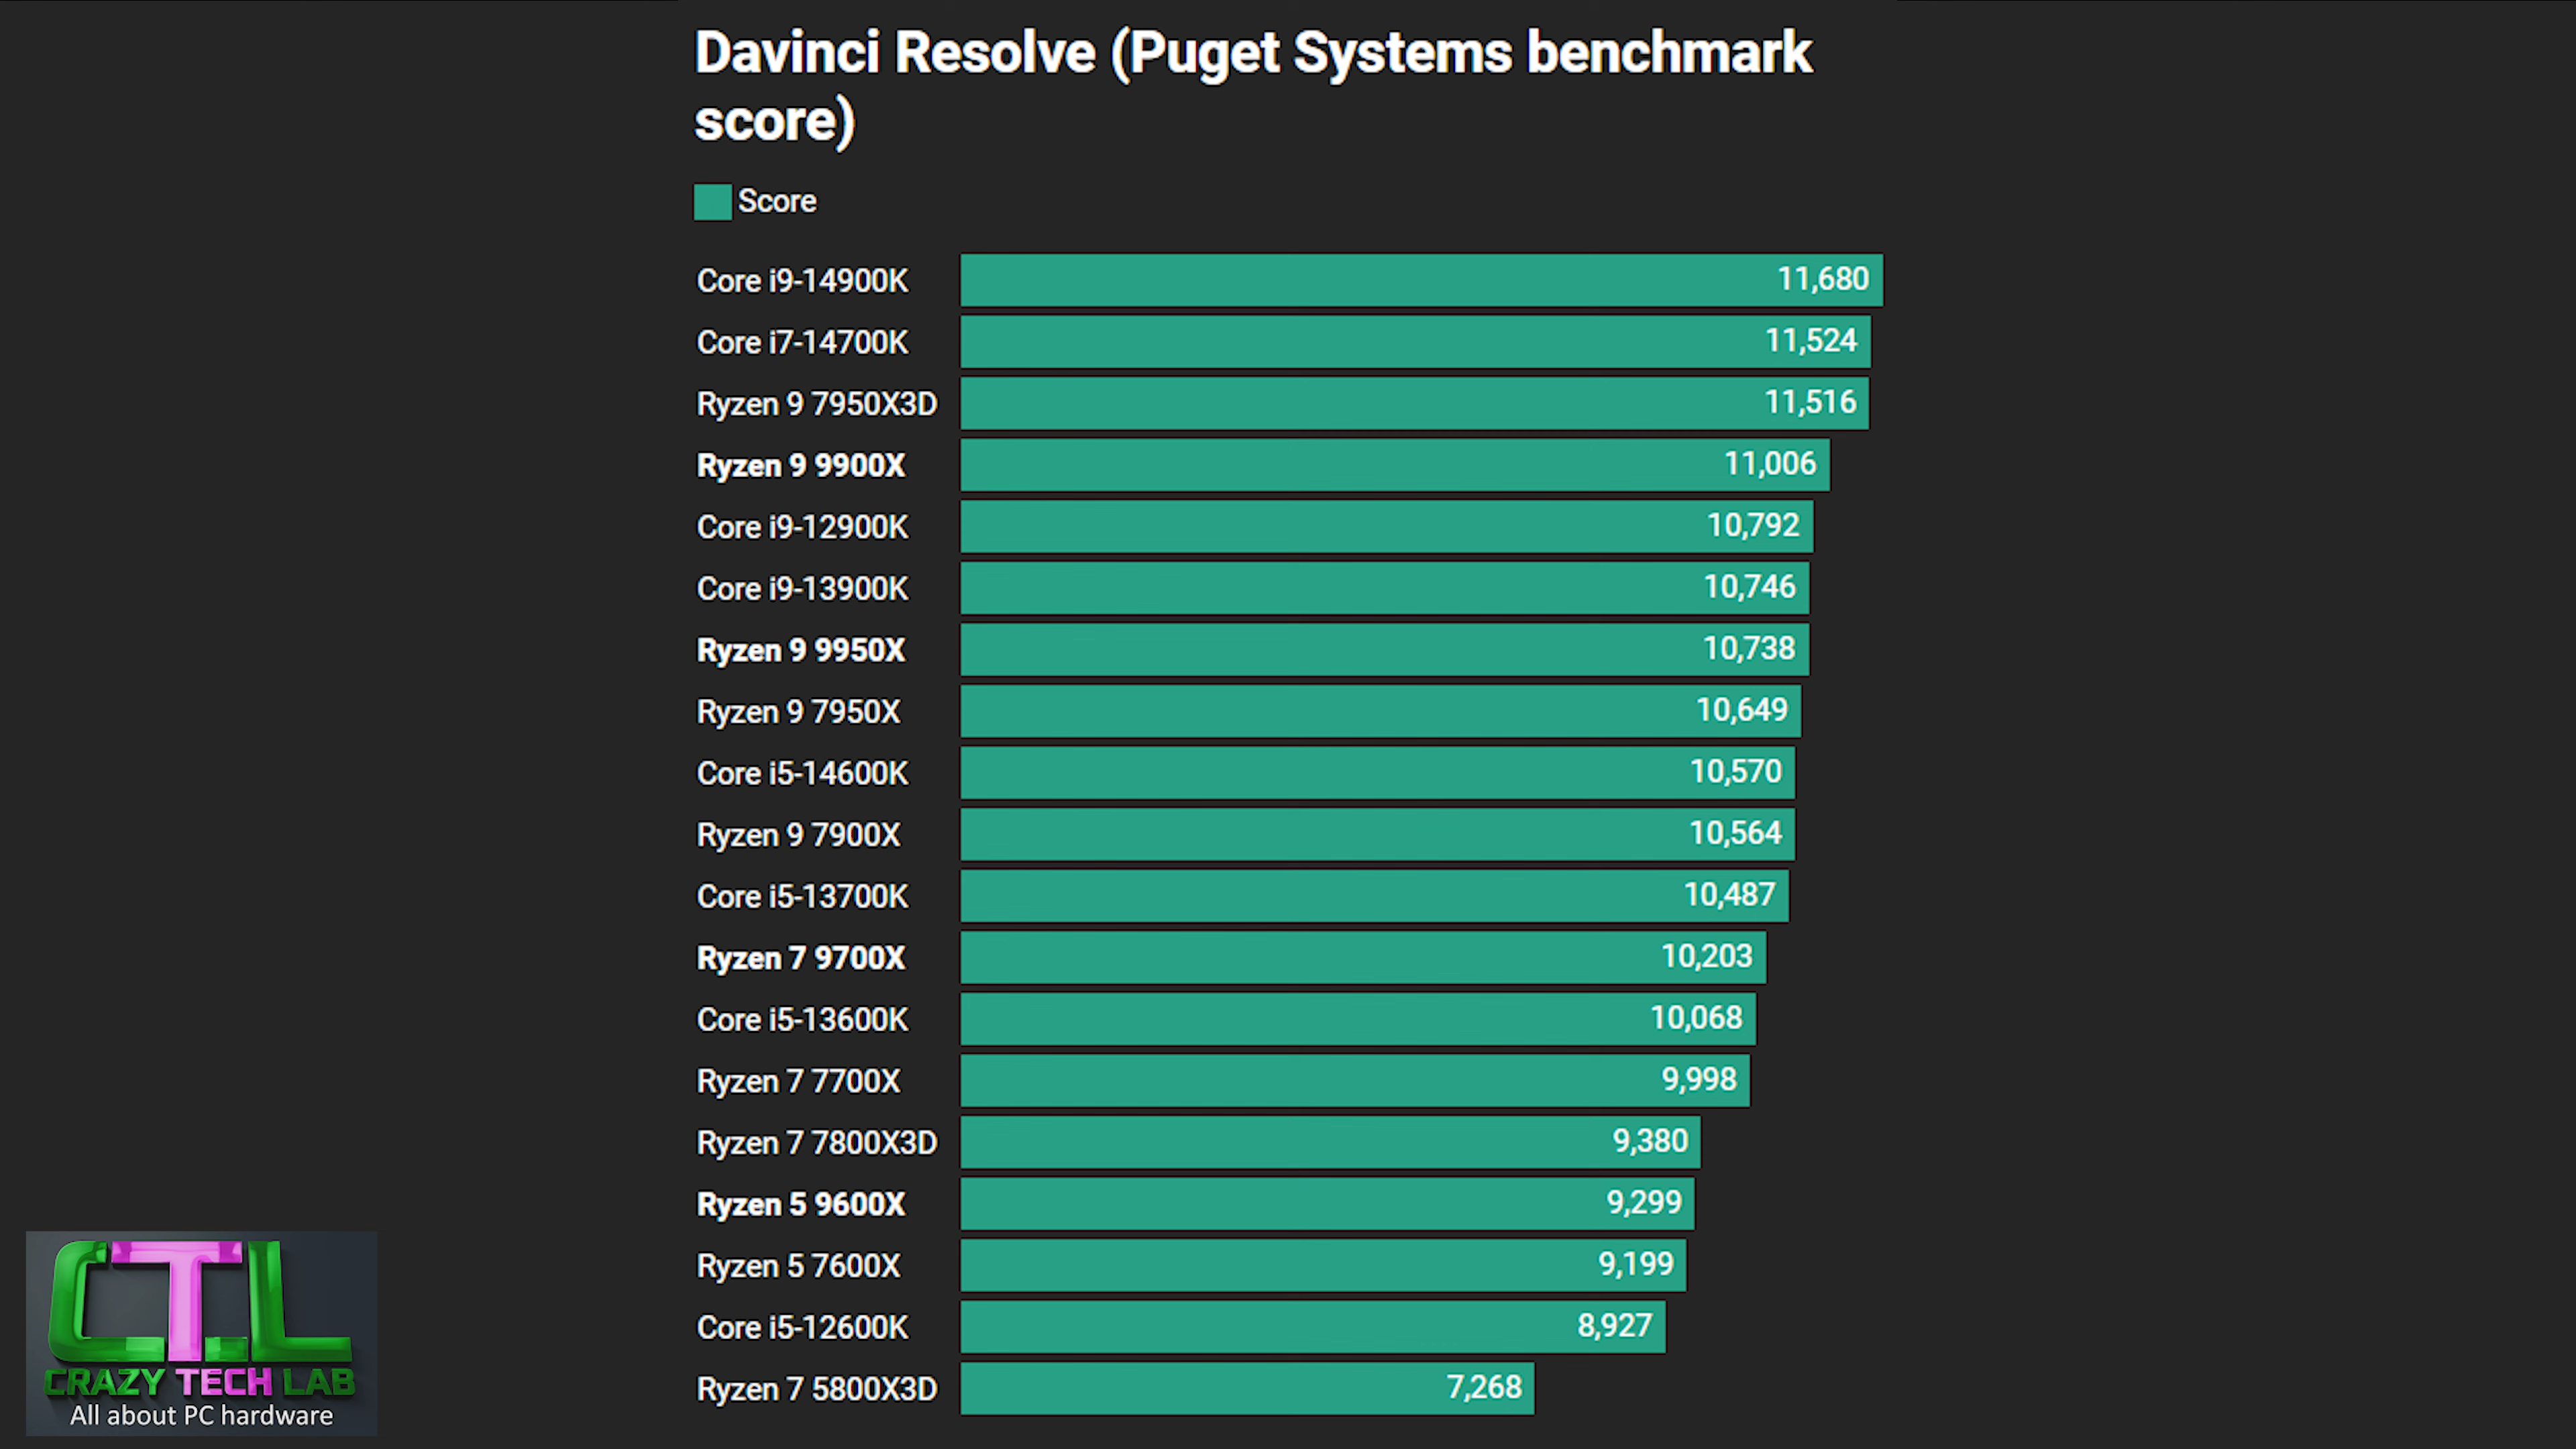 Davinci Resolve (Puget Systems benchmark
score)
Score
Core i9-14900K 11,680
Core i7-14700K 11,524
Ryzen 9 7950X3D 11,516
Ryzen 9 9900X 11,006
Core i9-12900K 10,792
Core i9-13900K 10,746
Ryzen 9 9950X 10,738
Ryzen 9 7950X 10,649
Core i5-14600K 10,570
Ryzen 9 7900X 10,564
Core i5-13700K 10,487
Ryzen 7 9700X 10,203
Core i5-13600K 10,068
Ryzen 7 7700X 9,998
Ryzen 7 7800X3D 9,380
Ryzen 5 9600X 9,299
Ryzen 5 7600X 9,199
Core i5-12600K 8,927
Ryzen 7 5800X3D 7,268
CTL
CRAZY TECH LAB
All about PC hardware